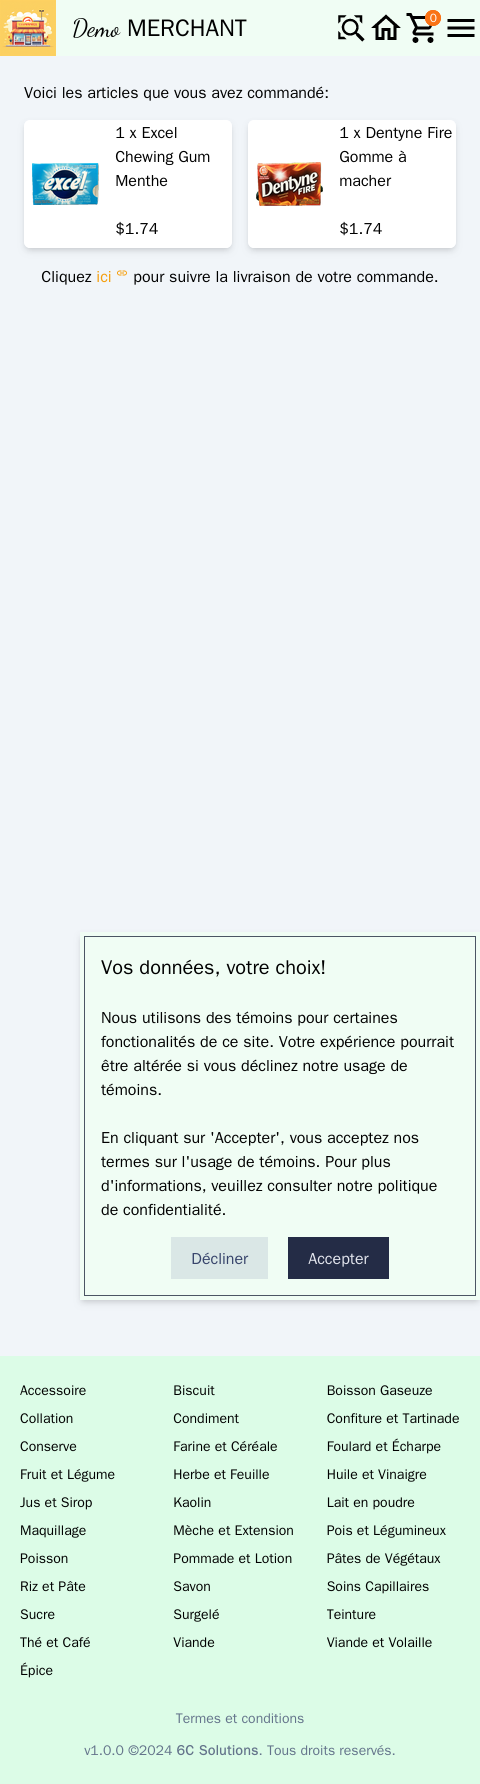 Demo MERCHANT
0
Voici les articles que vous avez commandé:
excel
1 x Excel
Chewing Gum
Menthe
$1.74
Dentyne
FIRE
1 x Dentyne Fire
Gomme à
macher
$1.74
Cliquez ici pour suivre la livraison de votre commande.
Vos données, votre choix!
Nous utilisons des témoins pour certaines
fonctionalités de ce site. Votre expérience pourrait
être altérée si vous déclinez notre usage de
témoins.
En cliquant sur 'Accepter', vous acceptez nos
termes sur l'usage de témoins. Pour plus
d'informations, veuillez consulter notre politique
de confidentialité.
Décliner Accepter
Accessoire Biscuit Boisson Gaseuze
Collation Condiment Confiture et Tartinade
Conserve Farine et Céréale Foulard et Écharpe
Fruit et Légume Herbe et Feuille Huile et Vinaigre
Jus et Sirop Kaolin Lait en poudre
Maquillage Mèche et Extension Pois et Légumineux
Poisson Pommade et Lotion Pâtes de Végétaux
Riz et Pâte Savon Soins Capillaires
Sucre Surgelé Teinture
Thé et Café Viande Viande et Volaille
Épice
Termes et conditions
v1.0.0 ©2024 6C Solutions. Tous droits reservés.